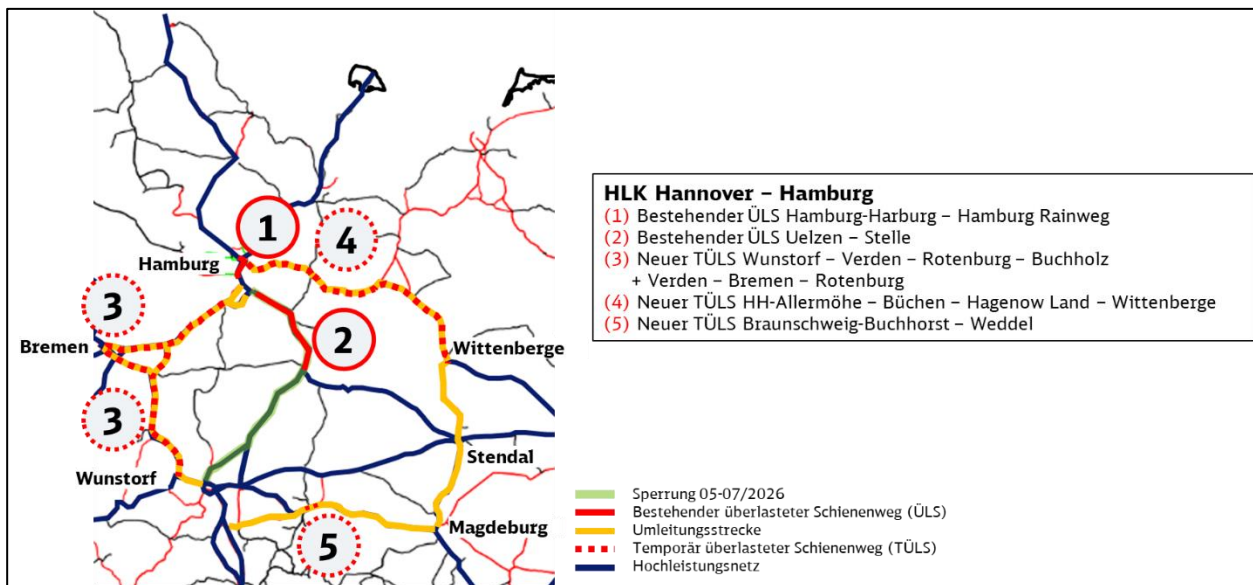 1
4
Hamburg
3
Bremen
2
Wittenberge
3
Wunstorf
Stendal
Magdeburg
5
HLK Hannover – Hamburg
(1) Bestehender ÜLS Hamburg-Harburg – Hamburg Rainweg
(2) Bestehender ÜLS Uelzen – Stelle
(3) Neuer TÜLS Wunstorf – Verden – Rotenburg – Buchholz
+ Verden – Bremen – Rotenburg
(4) Neuer TÜLS HH-Allermöhe – Büchen – Hagenow Land – Wittenberge
(5) Neuer TÜLS Braunschweig-Buchhorst – Weddel
Sperrung 05-07/2026
Bestehender überlasteter Schienenweg (ÜLS)
Umleitungsstrecke
Temporär überlasteter Schienenweg (TÜLS)
Hochleistungsnetz